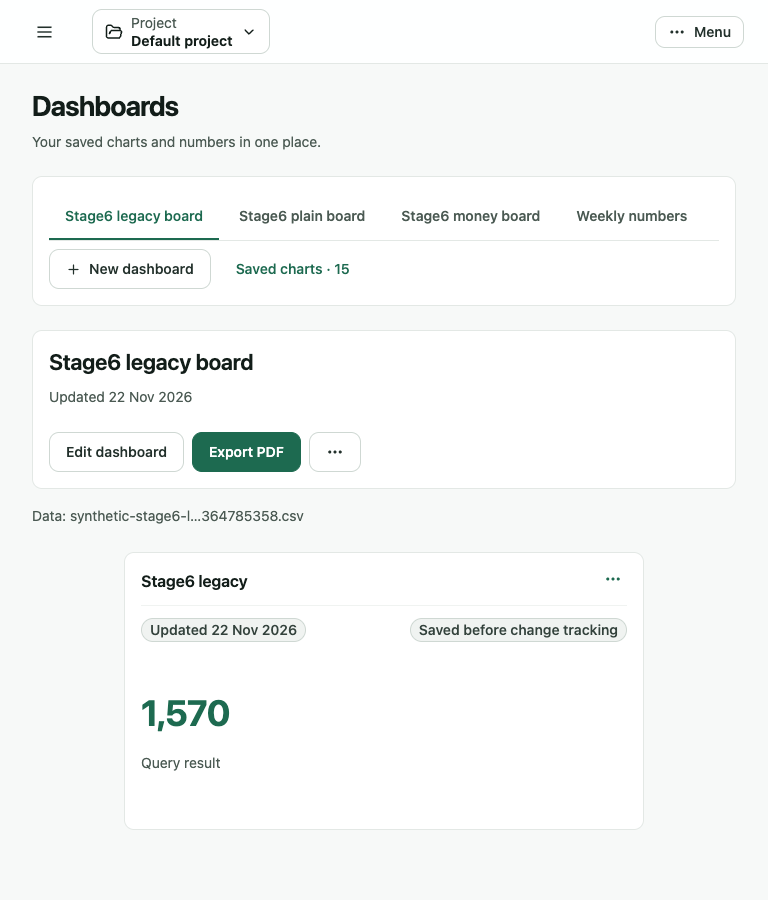 Project
Default project
Menu
Dashboards
Your saved charts and numbers in one place.
Stage6 legacy board
Stage6 plain board
Stage6 money board
Weekly numbers
New dashboard
Saved charts · 15
Stage6 legacy board
Updated 22 Nov 2026
Edit dashboard
Export PDF
Data: synthetic-stage6-l...364785358.csv
Stage6 legacy
Updated 22 Nov 2026
Saved before change tracking
1,570
Query result